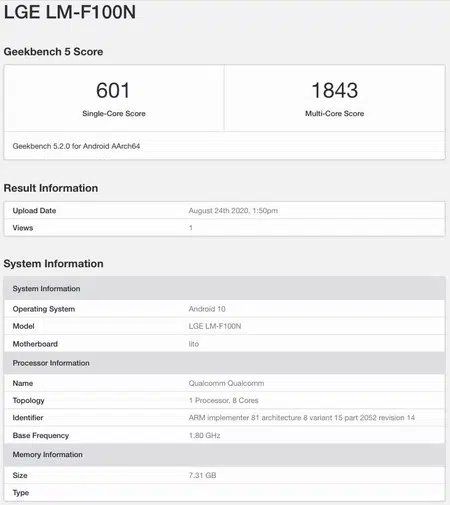 LGE LM-F100N
Geekbench 5 Score
601 1843
Single-Core Score Multi-Core Score
Geekbench 5.2.0 for Android AArch64
Result Information
Upload Date August 24th 2020, 1:50pm
Views 1
System Information
System Information
Operating System Android 10
Model LGE LM-F100N
Motherboard lito
Processor Information
Name Qualcomm Qualcomm
Topology 1 Processor, 8 Cores
Identifier ARM implementer 81 architecture 8 variant 15 part 2052 revision 14
Base Frequency 1.80 GHz
Memory Information
Size 7.31 GB
Type